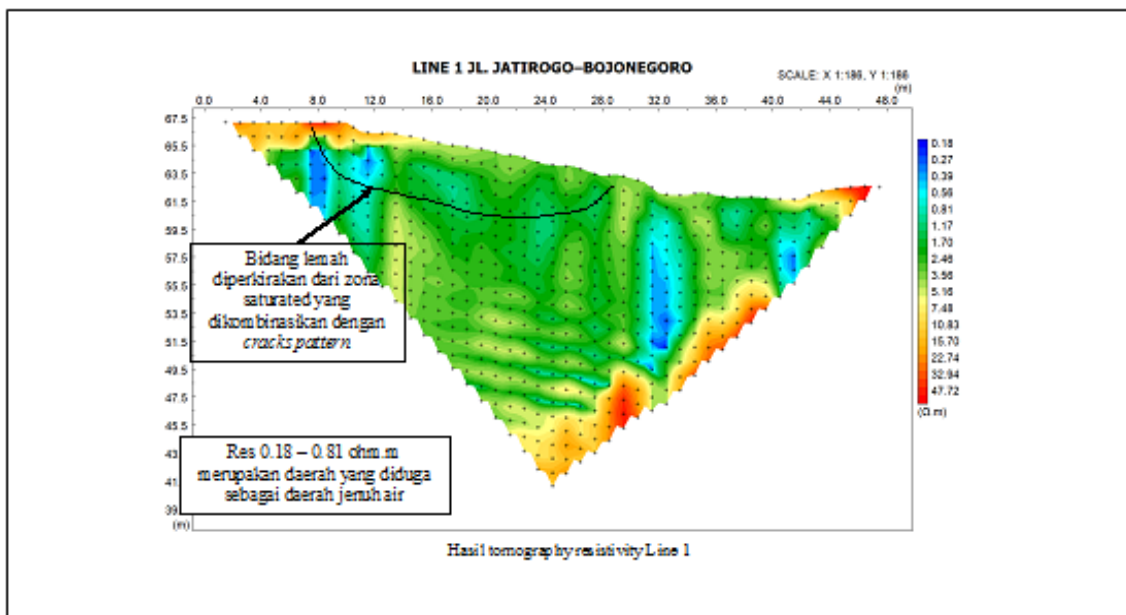 LINE 1 JL. JATIROGO–BOJONEGORO
SCALE: X 1:186, Y 1:186
(m)
0.0 4.0 8.0 12.0 16.0 20.0 24.0 28.0 32.0 36.0 40.0 44.0 48.0
67.5
65.5
63.5
61.5
59.5
57.5
55.5
53.5
51.5
49.5
47.5
45.5
43
41
39
(m)
0.18
0.27
0.39
0.56
0.81
1.17
1.70
2.46
3.56
7.48
10.83
15.70
22.74
32.94
47.72
(Ω.m)
Bidang lemah
diperkirakan dari zona
saturated yang
dikombinasikan dengan
cracks pattern
Res 0.18 – 0.81 ohm.m
merupakan daerah yang diduga
sebagai daerah jenuh air
Hasil tomography resistivity Line 1